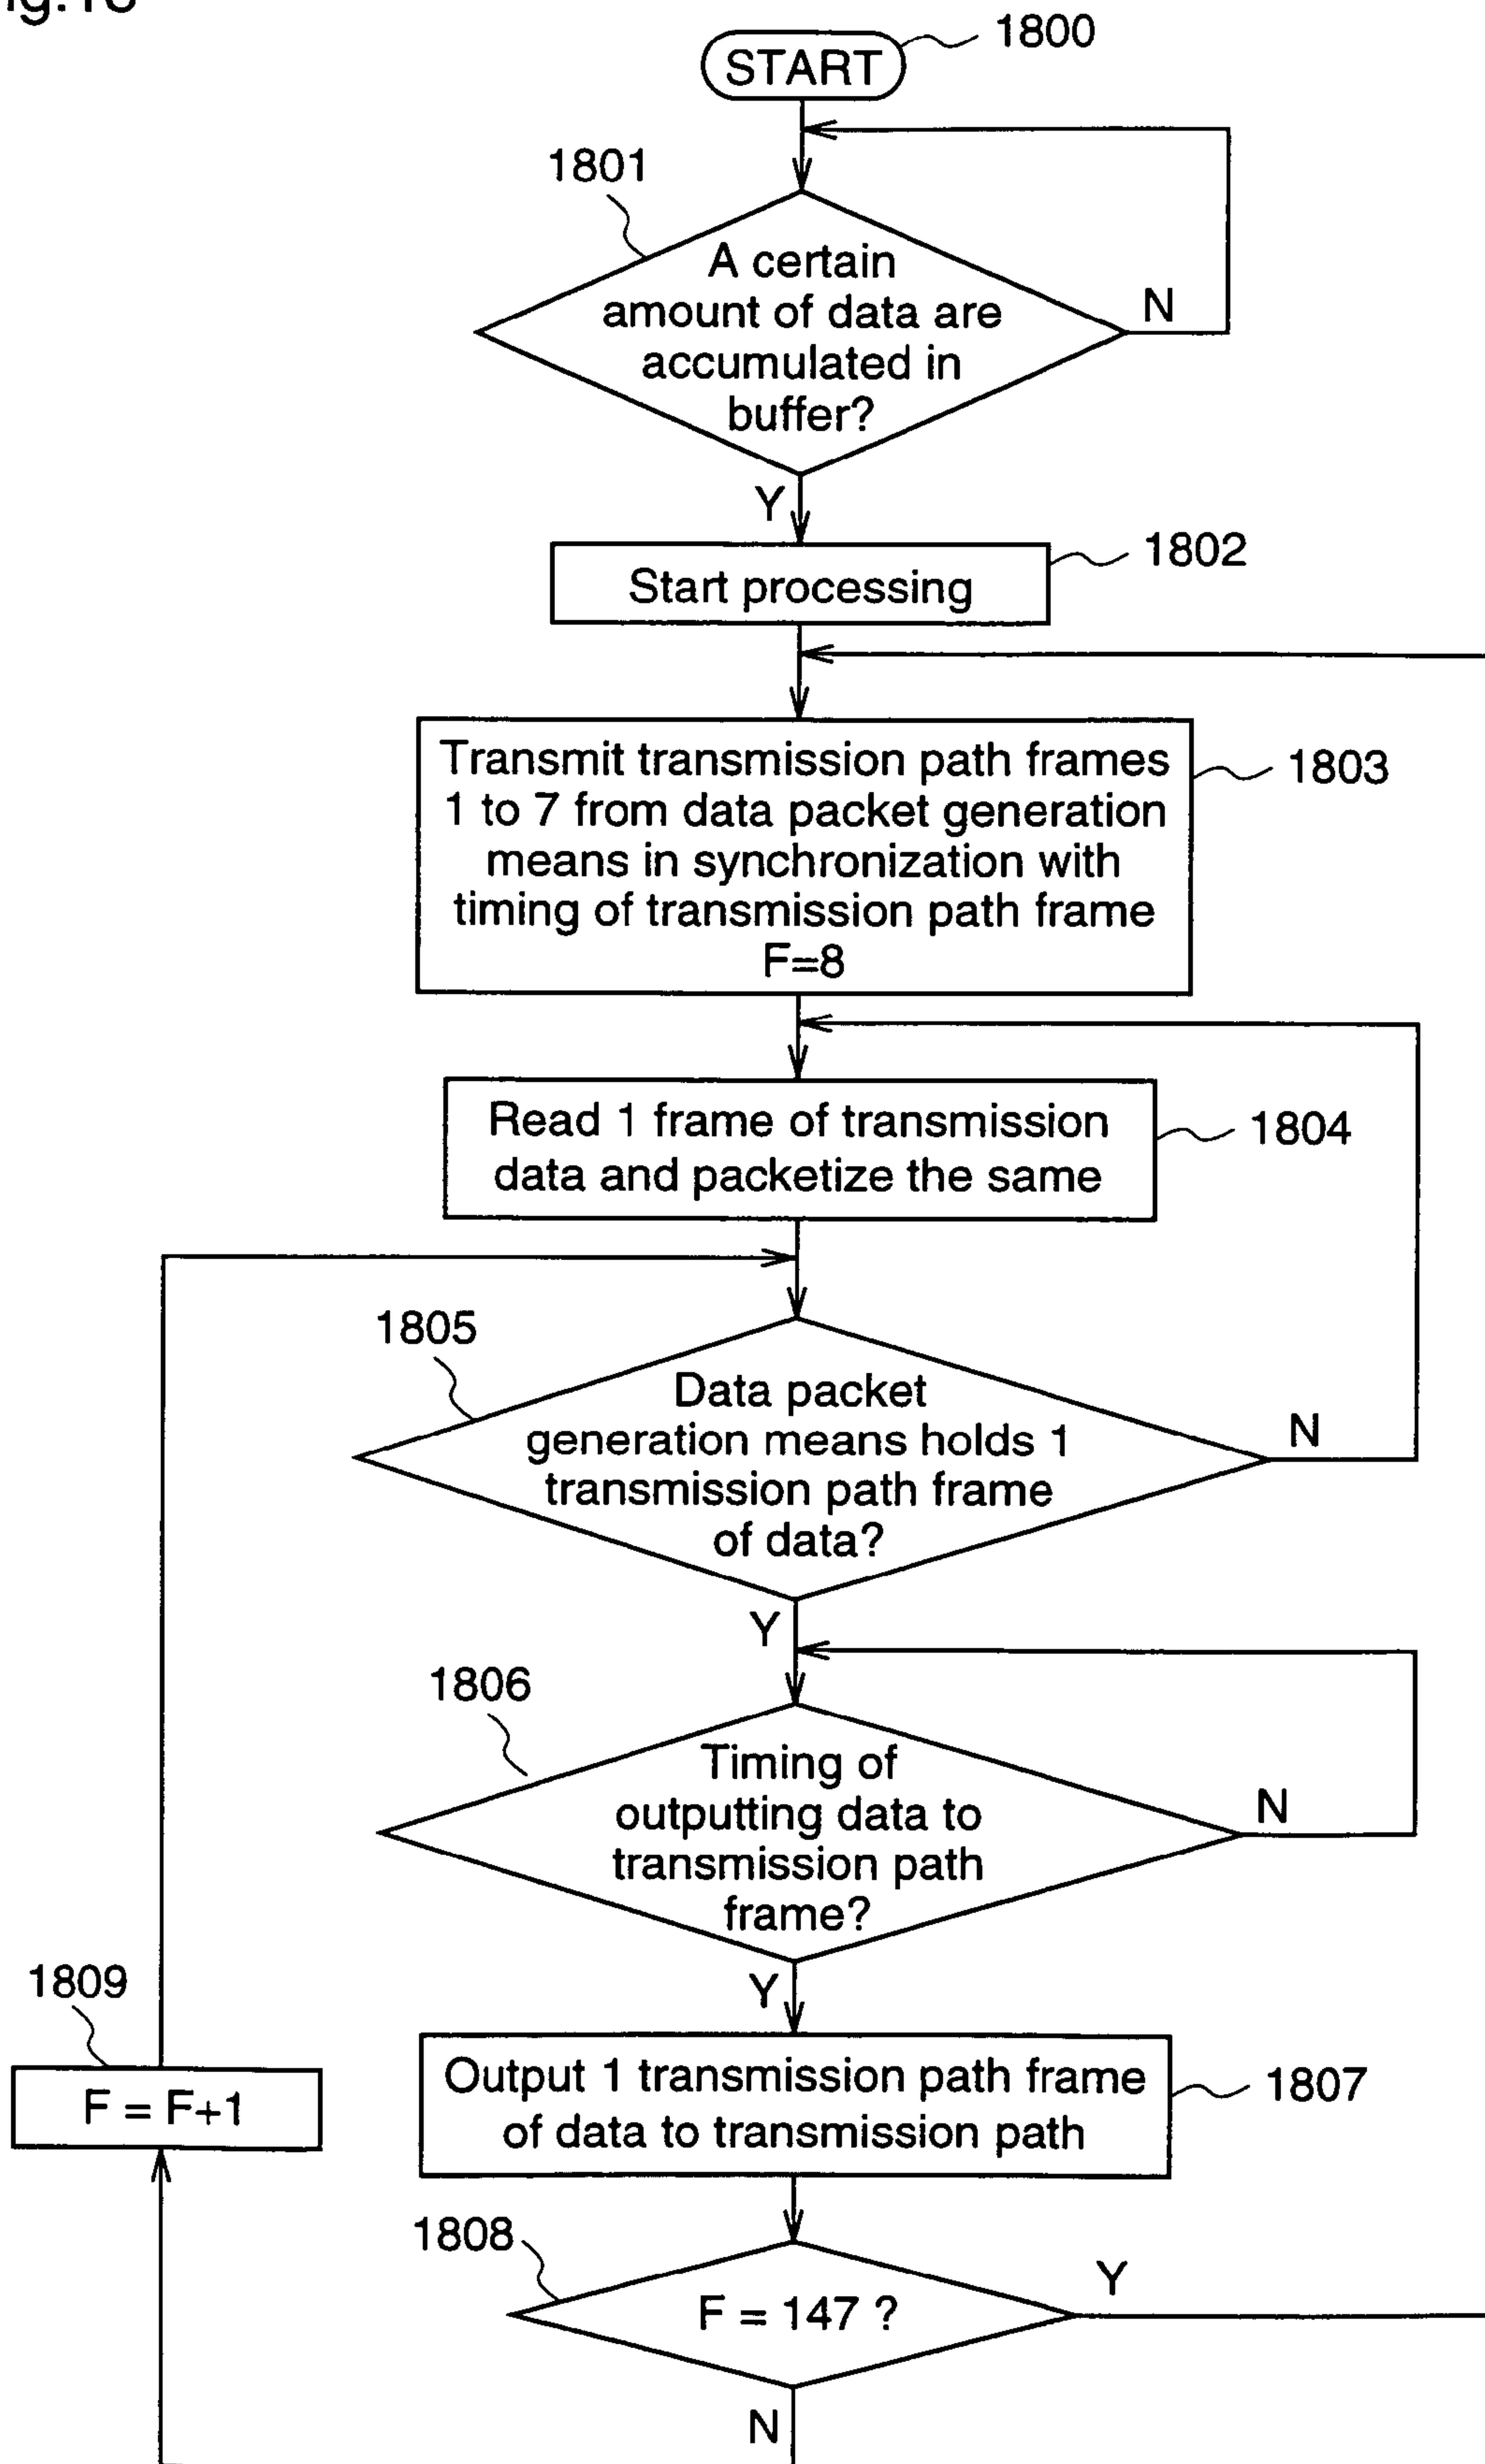 START
1800
1801
A certain
amount of data are
accumulated in
buffer?
N
Y
Start processing
1802
Transmit transmission path frames
1 to 7 from data packet generation
means in synchronization with
timing of transmission path frame
F=8
1803
Read 1 frame of transmission
data and packetize the same
1804
1805
Data packet
generation means holds 1
transmission path frame
of data?
N
Y
1806
Timing of
outputting data to
transmission path
frame?
N
Y
1809
F = F+1
Output 1 transmission path frame
of data to transmission path
1807
1808
F = 147 ?
Y
N